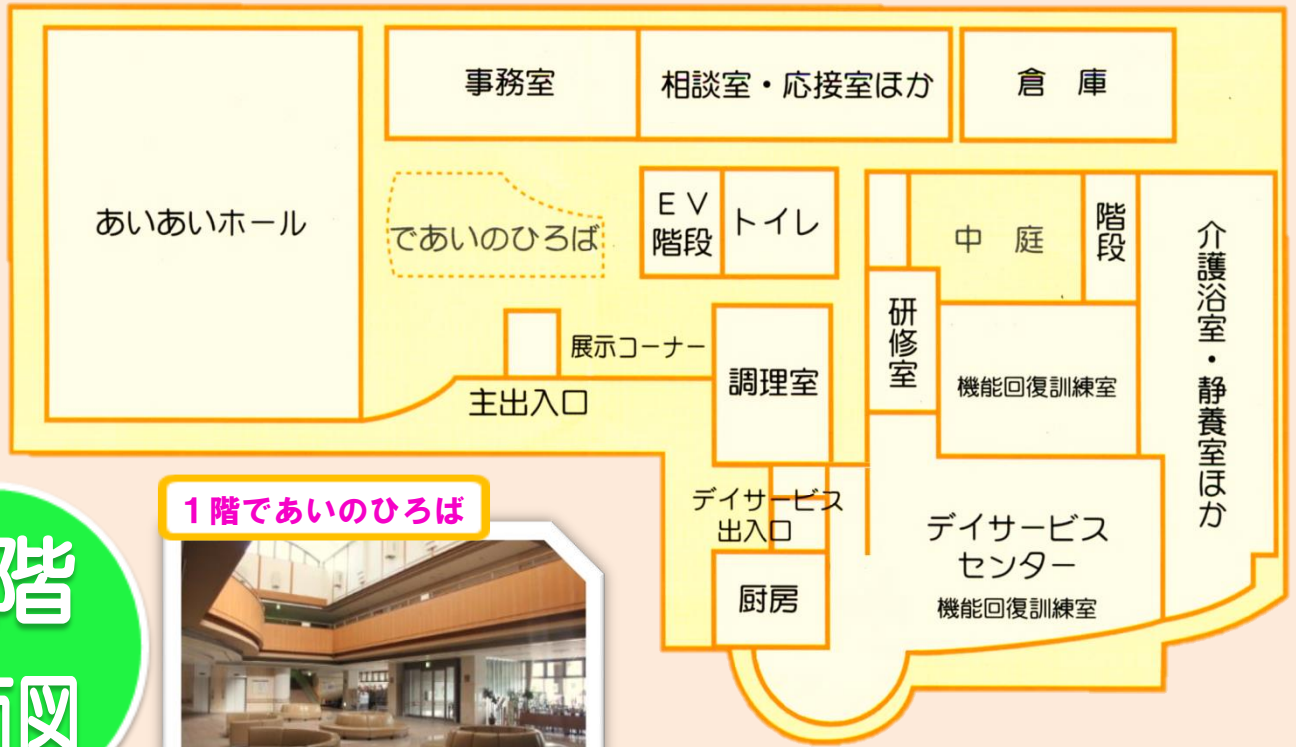 事務室
相談室・応接室ほか
倉 庫
あいあいホール
であいのひろば
EV
階段
トイレ
中 庭
階段
介護浴室・静養室ほか
研修室
機能回復訓練室
展示コーナー
調理室
主出入口
デイサービス
出入口
デイサービス
センター
機能回復訓練室
厨房
1階であいのひろば
階
図